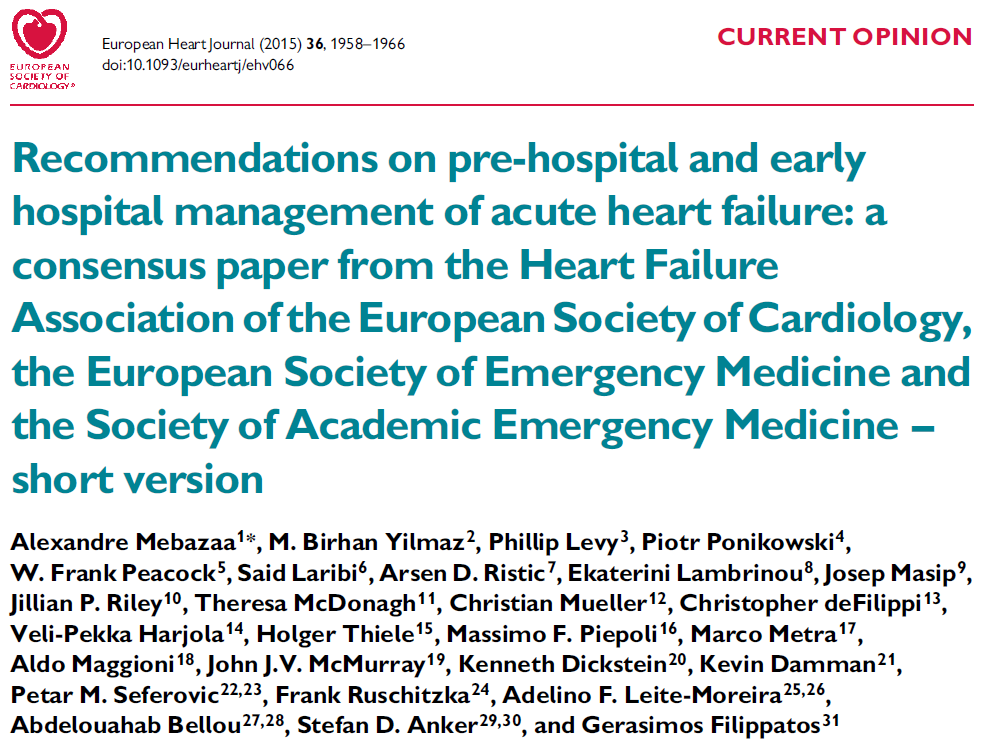 EUROPEAN
SOCIETY OF
CARDIOLOGY®
European Heart Journal (2015) 36, 1958–1966
doi:10.1093/eurheartj/ehv066
CURRENT OPINION
Recommendations on pre-hospital and early
hospital management of acute heart failure: a
consensus paper from the Heart Failure
Association of the European Society of Cardiology,
the European Society of Emergency Medicine and
the Society of Academic Emergency Medicine –
short version
Alexandre Mebazaa1*, M. Birhan Yilmaz2, Phillip Levy3, Piotr Ponikowski4,
W. Frank Peacock5, Said Laribi6, Arsen D. Ristic7, Ekaterini Lambrinou8, Josep Masip9,
Jillian P. Riley10, Theresa McDonagh11, Christian Mueller12, Christopher deFilippi13,
Veli-Pekka Harjola14, Holger Thiele15, Massimo F. Piepoli16, Marco Metra17,
Aldo Maggioni18, John J.V. McMurray19, Kenneth Dickstein20, Kevin Damman21,
Petar M. Seferovic22,23, Frank Ruschitzka24, Adelino F. Leite-Moreira25,26,
Abdelouahab Bellou27,28, Stefan D. Anker29,30, and Gerasimos Filippatos31